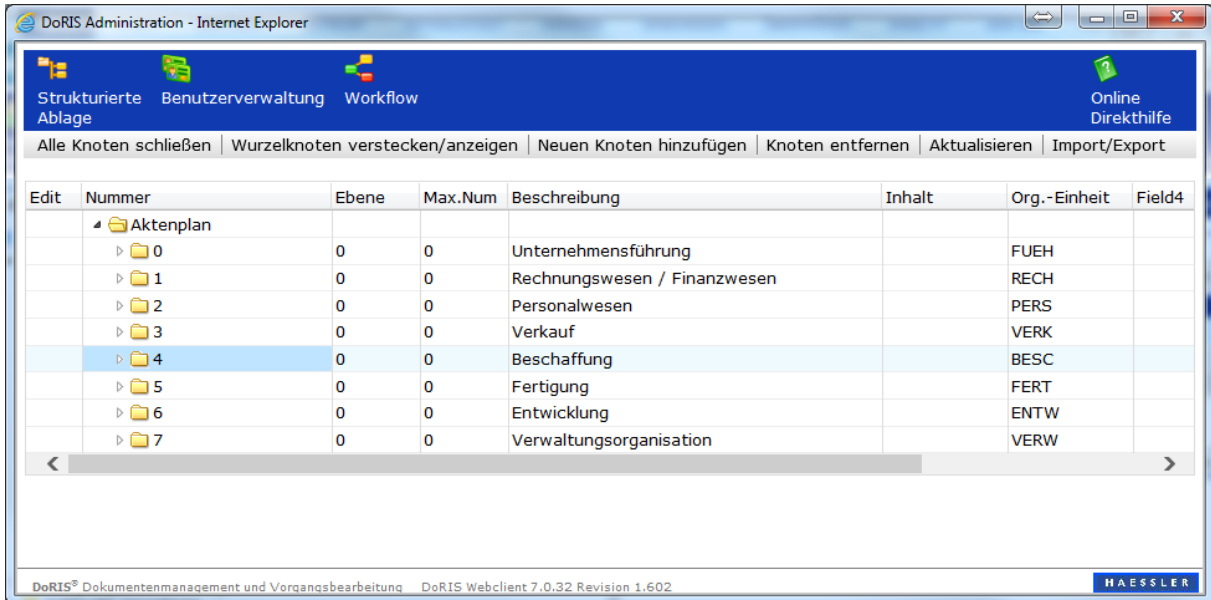 DoRIS Administration - Internet Explorer
Strukturierte Ablage Benutzerverwaltung Workflow Online Direkthilfe
Alle Knoten schließen | Wurzelknoten verstecken/anzeigen | Neuen Knoten hinzufügen | Knoten entfernen | Aktualisieren | Import/Export
Edit Nummer Ebene Max.Num Beschreibung Inhalt Org.-Einheit Field4
Aktenplan
0 0 0 Unternehmensführung FUEH
1 0 0 Rechnungswesen / Finanzwesen RECH
2 0 0 Personalwesen PERS
3 0 0 Verkauf VERK
4 0 0 Beschaffung BESC
5 0 0 Fertigung FERT
6 0 0 Entwicklung ENTW
7 0 0 Verwaltungsorganisation VERW
DoRIS® Dokumentenmanagement und Vorgangsbearbeitung DoRIS Webclient 7.0.32 Revision 1.602 HAESSLER